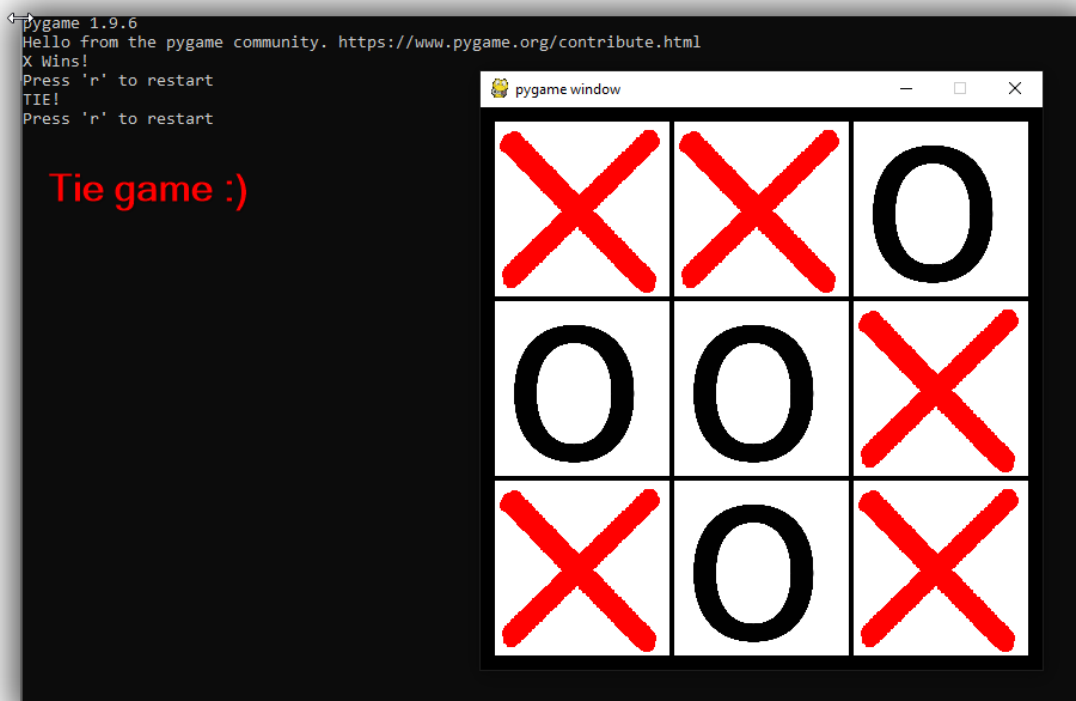 pygame 1.9.6
Hello from the pygame community. https://www.pygame.org/contribute.html
X Wins!
Press 'r' to restart
TIE!
Press 'r' to restart
Tie game :)
pygame window
X X O
O O X
X O X